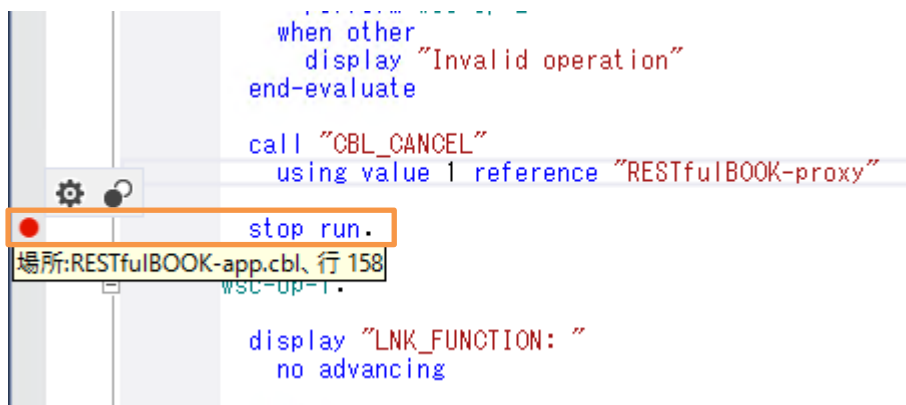 when other
display "Invalid operation"
end-evaluate
call "CBL_CANCEL"
using value 1 reference "RESTfulBOOK-proxy"
stop run.
場所:RESTfulBOOK-app.cbl、行 158
wsc-op-1.
display "LNK_FUNCTION: "
no advancing